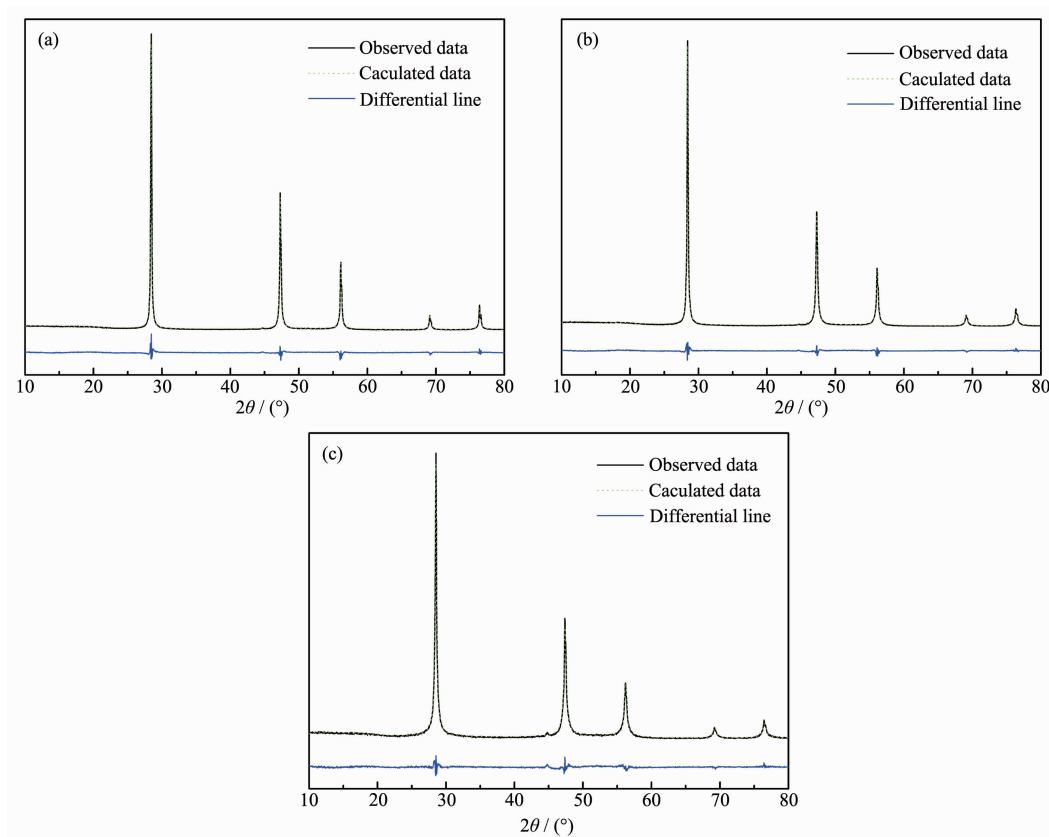 (a)
Observed data
Caculated data
Differential line
10 20 30 40 50 60 70 80
2θ / (°)
(b)
Observed data
Caculated data
Differential line
10 20 30 40 50 60 70 80
2θ / (°)
(c)
Observed data
Caculated data
Differential line
10 20 30 40 50 60 70 80
2θ / (°)